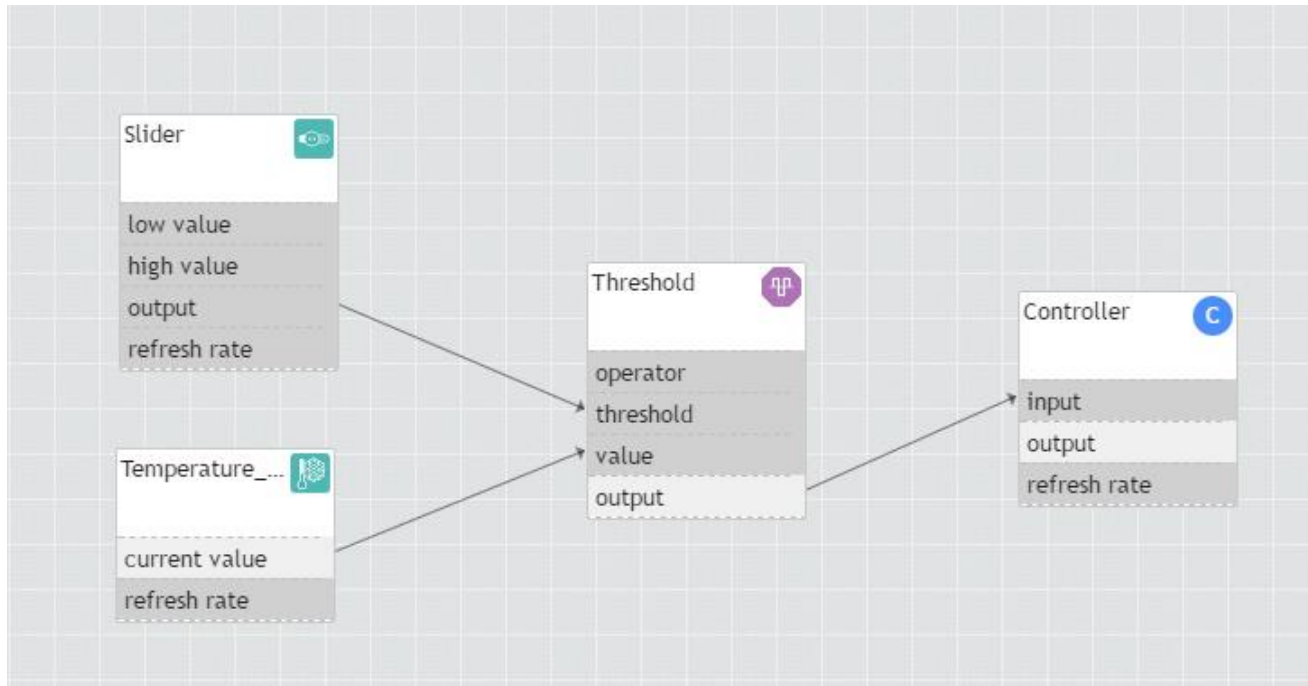 Slider
low value
high value
output
refresh rate
Temperature_...
current value
refresh rate
Threshold
operator
threshold
value
output
Controller
C
input
output
refresh rate